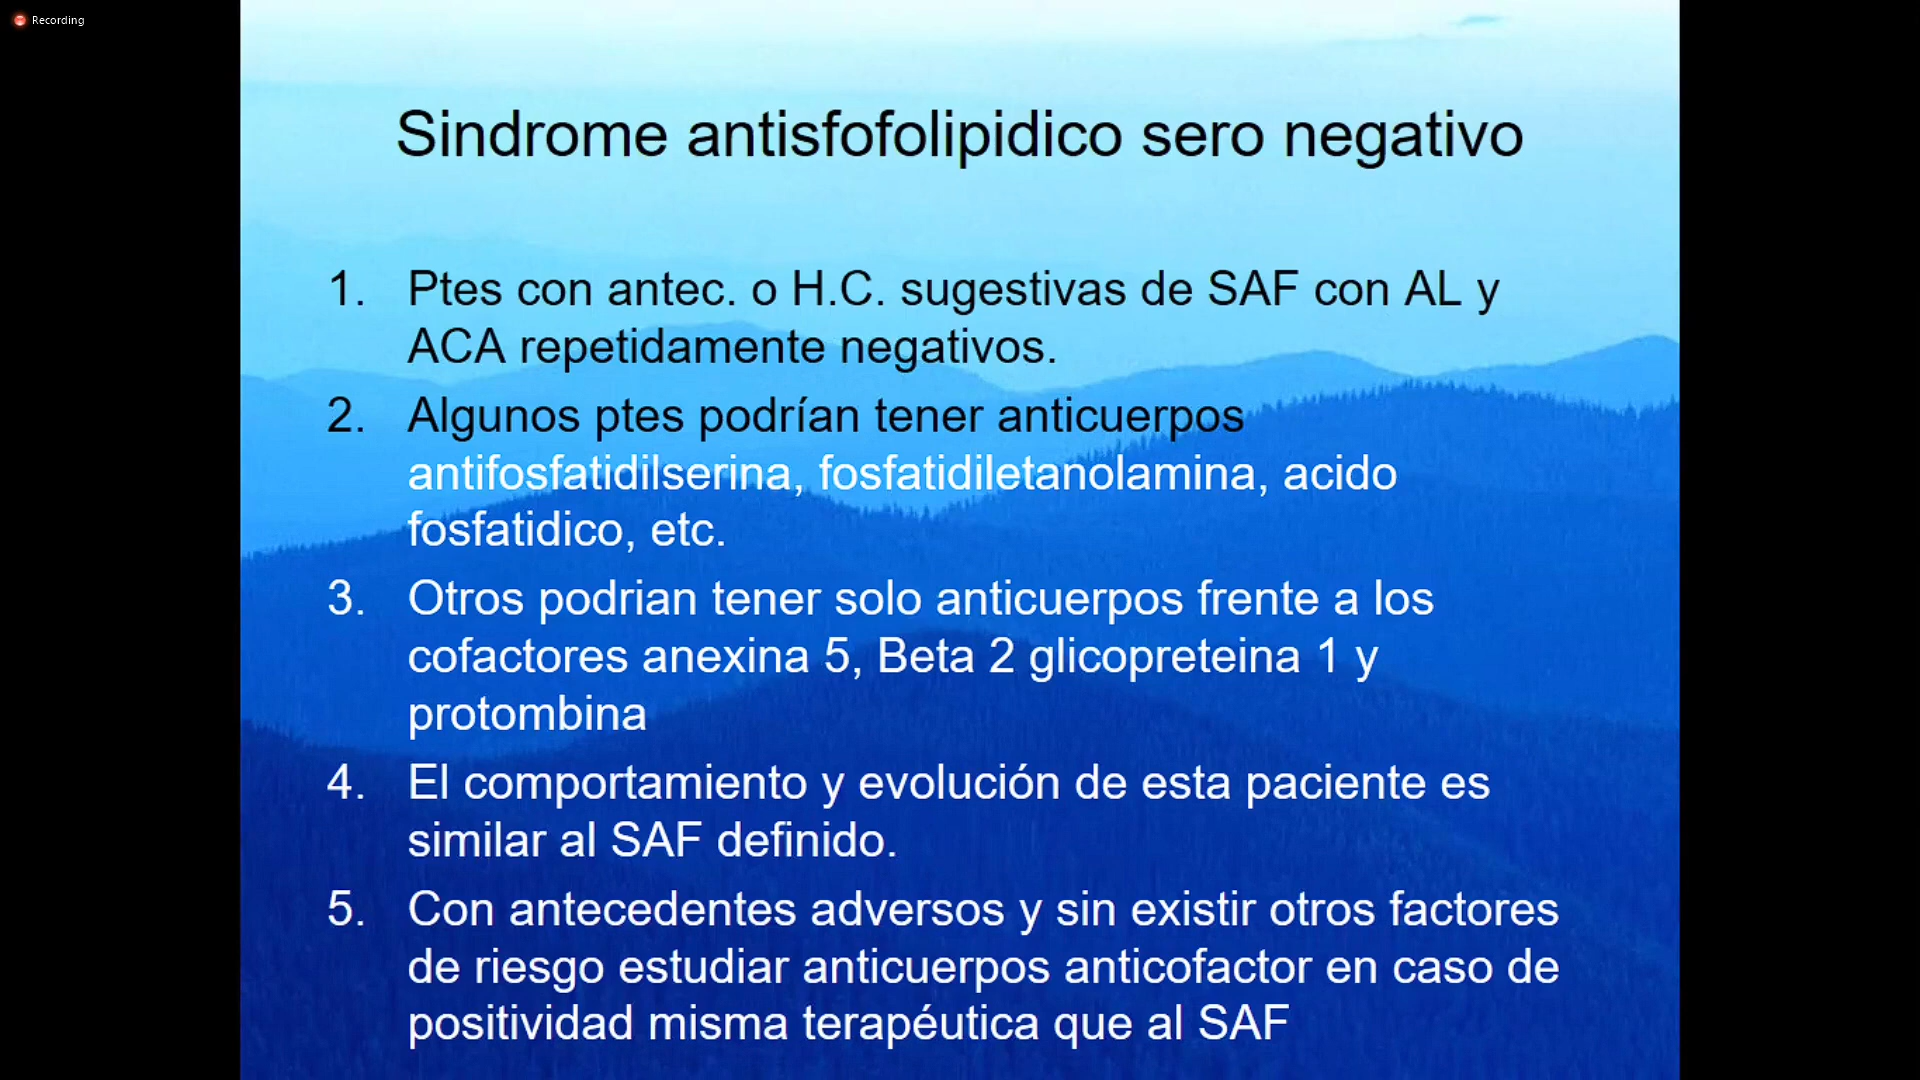 Recording
Sindrome antisfofolipidico sero negativo
1. Ptes con antec. o H.C. sugestivas de SAF con AL y
ACA repetidamente negativos.
2. Algunos ptes podrían tener anticuerpos
antifosfatidilserina, fosfatidiletanolamina, acido
fosfatidico, etc.
3. Otros podrian tener solo anticuerpos frente a los
cofactores anexina 5, Beta 2 glicopreteina 1 y
protombina
4. El comportamiento y evolución de esta paciente es
similar al SAF definido.
5. Con antecedentes adversos y sin existir otros factores
de riesgo estudiar anticuerpos anticofactor en caso de
positividad misma terapéutica que al SAF